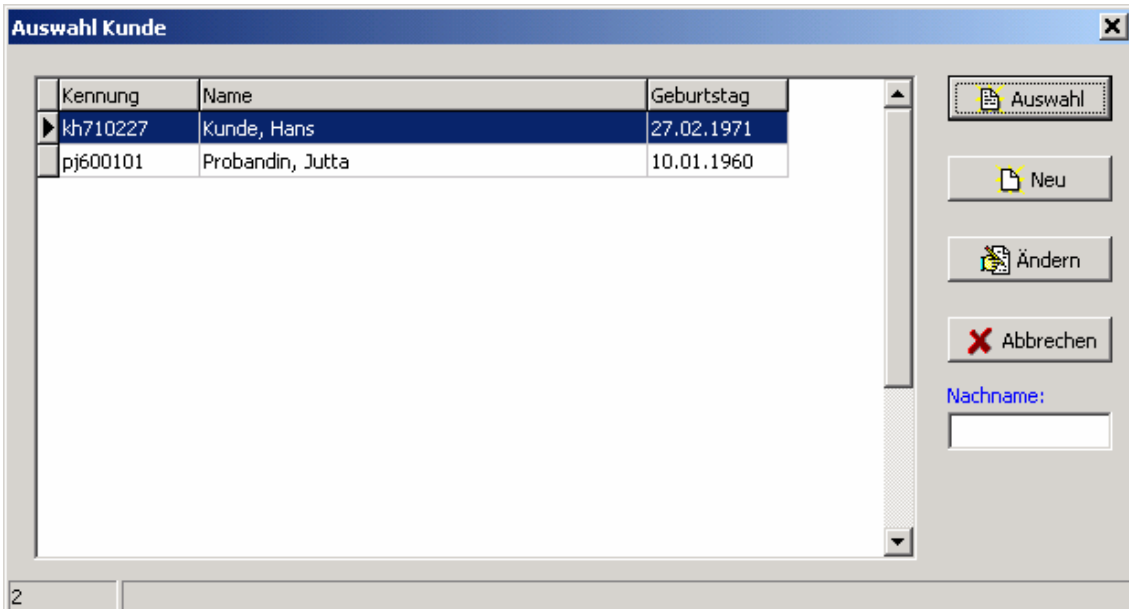 Auswahl Kunde
Kennung Name Geburtstag
kh710227 Kunde, Hans 27.02.1971
pj600101 Probandin, Jutta 10.01.1960
Auswahl
Neu
Ändern
Abbrechen
Nachname:
2